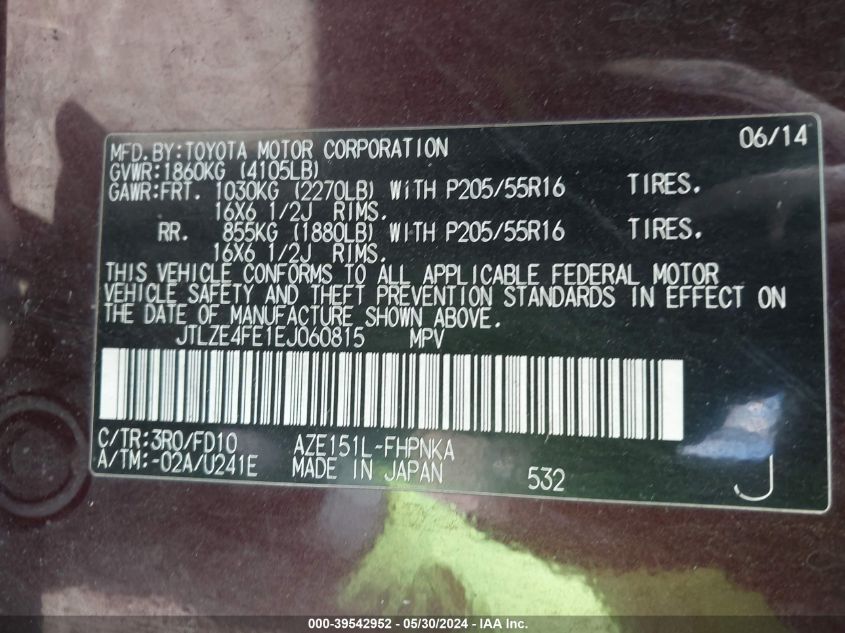 MFD.BY:TOYOTA MOTOR CORPORATION 06/14
GVWR:1860KG (4105LB)
GAWR:FRT. 1030KG (2270LB) WITH P205/55R16 TIRES.
16X6 1/2J RIMS.
RR. 855KG (1880LB) WITH P205/55R16 TIRES.
16X6 1/2J RIMS.
THIS VEHICLE CONFORMS TO ALL APPLICABLE FEDERAL MOTOR
VEHICLE SAFETY AND THEFT PREVENTION STANDARDS IN EFFECT ON
THE DATE OF MANUFACTURE SHOWN ABOVE.
JTLZE4FE1EJ060815 MPV
C/TR:3R0/FD10 AZE151L-FHPNKA
A/TM:-02A/U241E MADE IN JAPAN 532 J
000-39542952 / 05/30/2024 - IAA Inc.